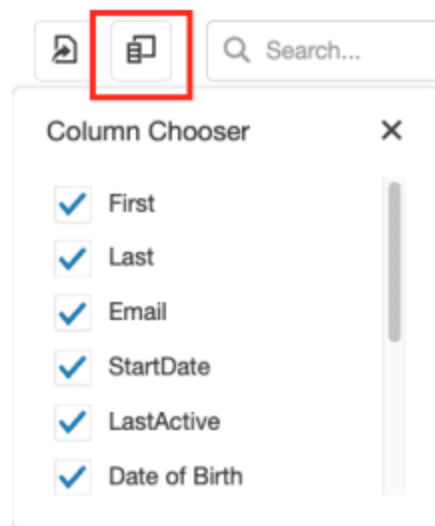 Search...
Column Chooser
First
Last
Email
StartDate
LastActive
Date of Birth